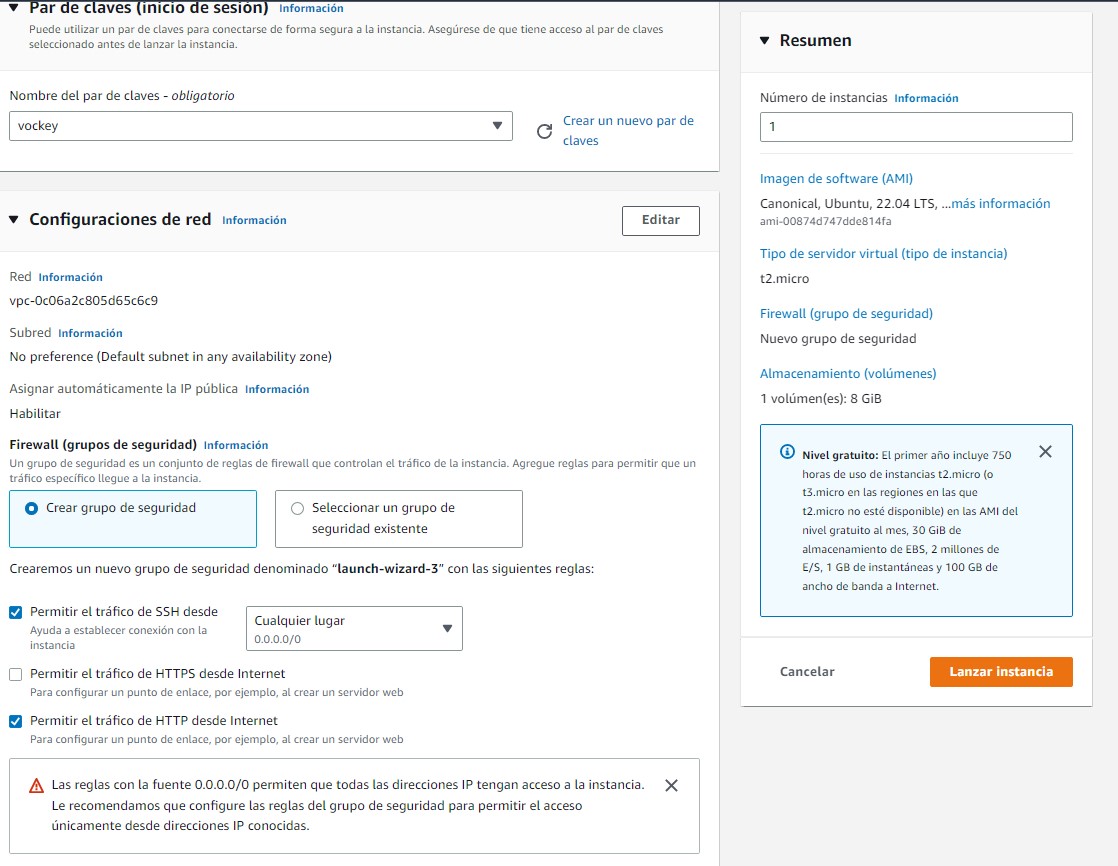 Par de claves (inicio de sesión) Información
Puede utilizar un par de claves para conectarse de forma segura a la instancia. Asegúrese de que tiene acceso al par de claves
seleccionado antes de lanzar la instancia.
Nombre del par de claves - obligatorio
vockey
Crear un nuevo par de
claves
Configuraciones de red Información
Editar
Red Información
vpc-0c06a2c805d65c6c9
Subred Información
No preference (Default subnet in any availability zone)
Asignar automáticamente la IP pública Información
Habilitar
Firewall (grupos de seguridad) Información
Un grupo de seguridad es un conjunto de reglas de firewall que controlan el tráfico de la instancia. Agregue reglas para permitir que un
tráfico específico llegue a la instancia.
Crear grupo de seguridad
Seleccionar un grupo de
seguridad existente
Crearemos un nuevo grupo de seguridad denominado “launch-wizard-3” con las siguientes reglas:
Permitir el tráfico de SSH desde
Ayuda a establecer conexión con la
instancia
Cualquier lugar
0.0.0.0/0
Permitir el tráfico de HTTPS desde Internet
Para configurar un punto de enlace, por ejemplo, al crear un servidor web
Permitir el tráfico de HTTP desde Internet
Para configurar un punto de enlace, por ejemplo, al crear un servidor web
Las reglas con la fuente 0.0.0.0/0 permiten que todas las direcciones IP tengan acceso a la instancia.
Le recomendamos que configure las reglas del grupo de seguridad para permitir el acceso
únicamente desde direcciones IP conocidas.
Resumen
Número de instancias Información
1
Imagen de software (AMI)
Canonical, Ubuntu, 22.04 LTS, ...más información
ami-00874d747dde814fa
Tipo de servidor virtual (tipo de instancia)
t2.micro
Firewall (grupo de seguridad)
Nuevo grupo de seguridad
Almacenamiento (volúmenes)
1 volúmen(es): 8 GiB
Nivel gratuito: El primer año incluye 750
horas de uso de instancias t2.micro (o
t3.micro en las regiones en las que
t2.micro no esté disponible) en las AMI del
nivel gratuito al mes, 30 GiB de
almacenamiento de EBS, 2 millones de
E/S, 1 GB de instantáneas y 100 GB de
ancho de banda a Internet.
Cancelar
Lanzar instancia